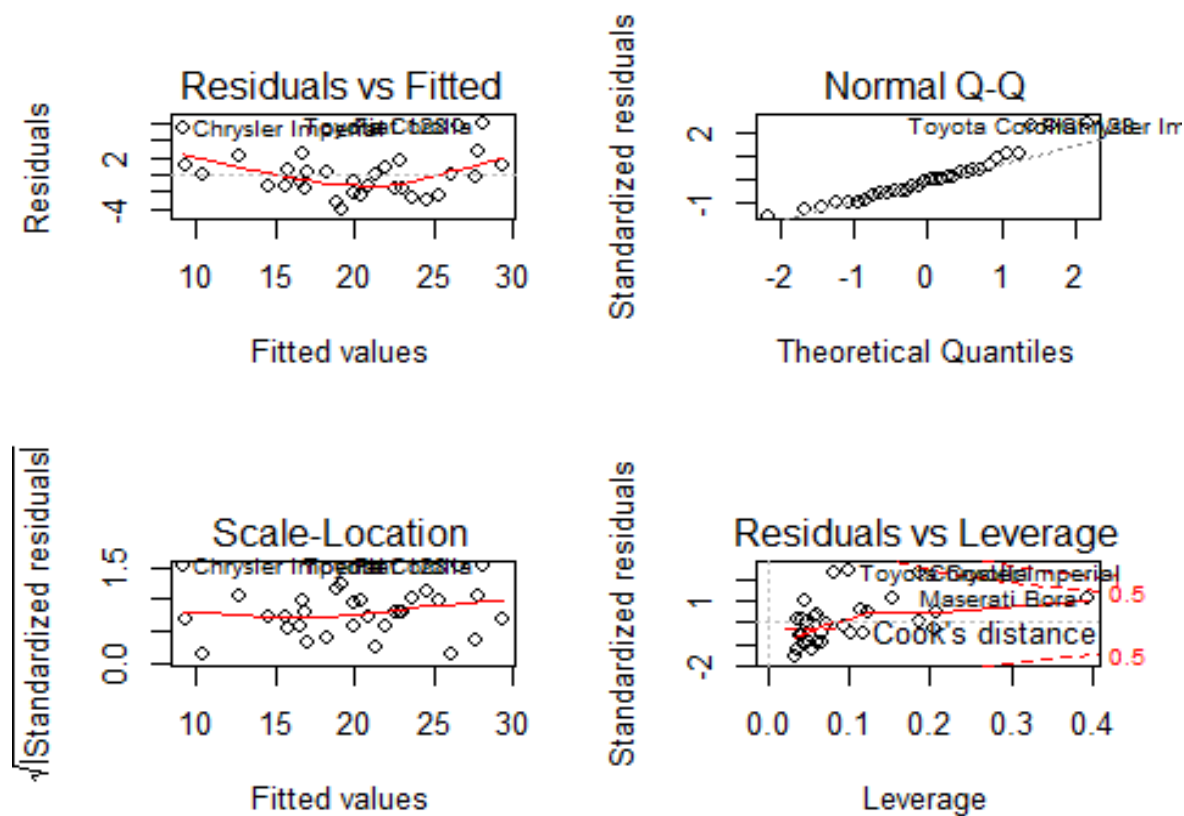 Residuals vs Fitted
Residuals
Chrysler Imperial
2
-4
10 15 20 25 30
Fitted values
Normal Q-Q
Standardized residuals
2
-1
-2 -1 0 1 2
Theoretical Quantiles
Scale-Location
√|Standardized residuals|
Chrysler Imperial
1.5
0.0
10 15 20 25 30
Fitted values
Residuals vs Leverage
Standardized residuals
Imperial
Maserati Bora
Cook's distance
0.5
0.5
1
-2
0.0 0.1 0.2 0.3 0.4
Leverage